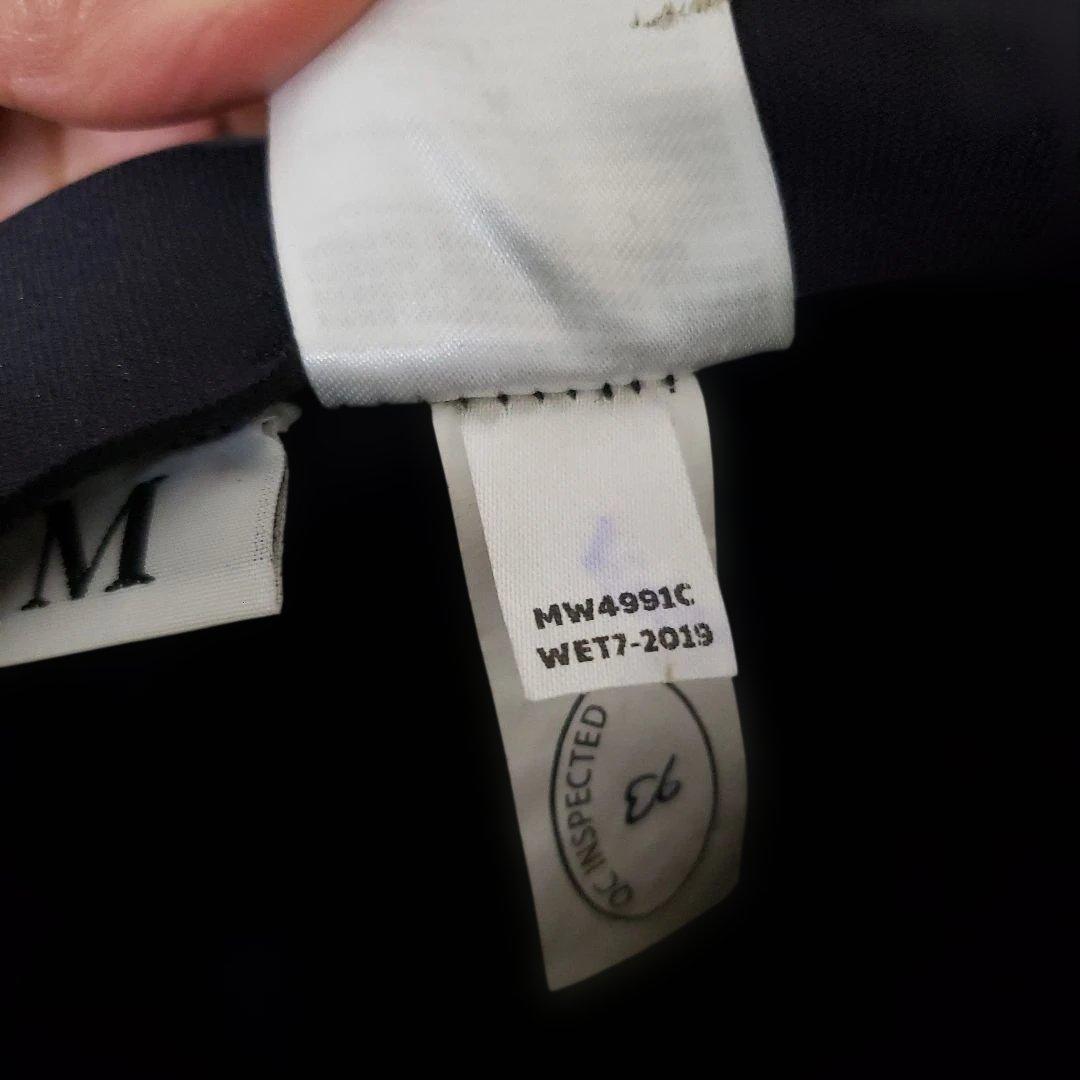 M
MW4991C
WET7-2019
QC INSPECTED
93